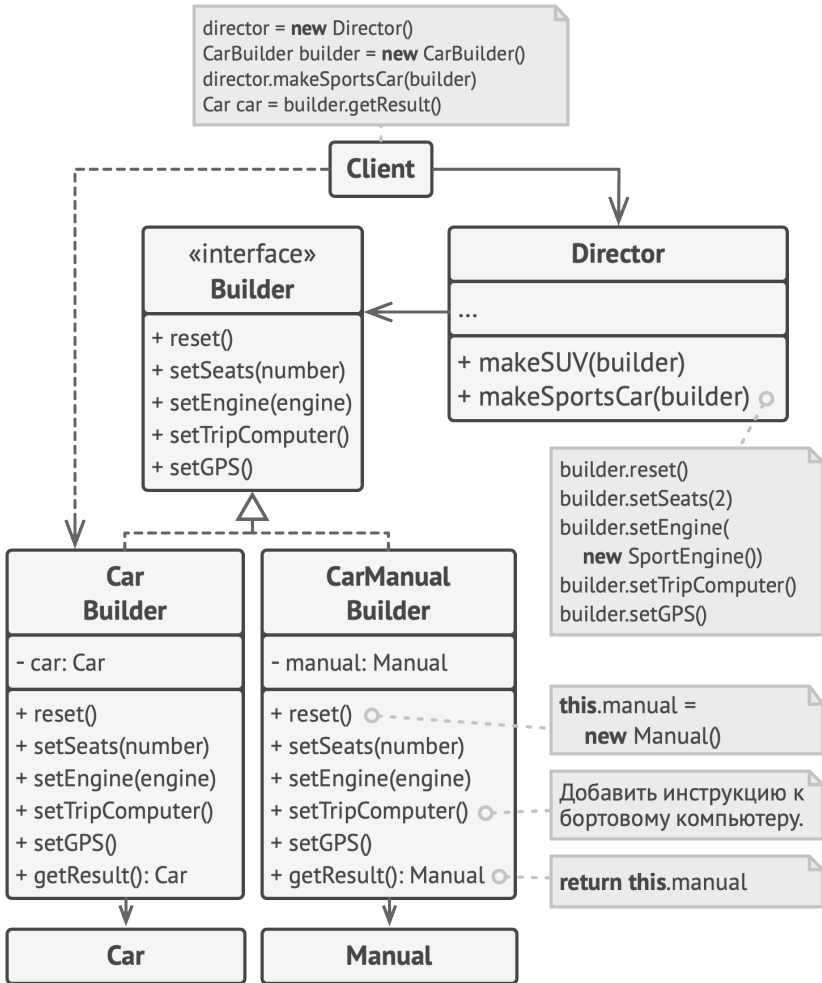 director = new Director()
CarBuilder builder = new CarBuilder()
director.makeSportsCar(builder)
Car car = builder.getResult()
Client
«interface»
Builder
+ reset()
+ setSeats(number)
+ setEngine(engine)
+ setTripComputer()
+ setGPS()
Director
...
+ makeSUV(builder)
+ makeSportsCar(builder)
builder.reset()
builder.setSeats(2)
builder.setEngine(
new SportEngine())
builder.setTripComputer()
builder.setGPS()
Car
Builder
- car: Car
+ reset()
+ setSeats(number)
+ setEngine(engine)
+ setTripComputer()
+ setGPS()
+ getResult(): Car
CarManual
Builder
- manual: Manual
+ reset()
+ setSeats(number)
+ setEngine(engine)
+ setTripComputer()
+ setGPS()
+ getResult(): Manual
this.manual =
new Manual()
Добавить инструкцию к
бортовому компьютеру.
return this.manual
Car
Manual